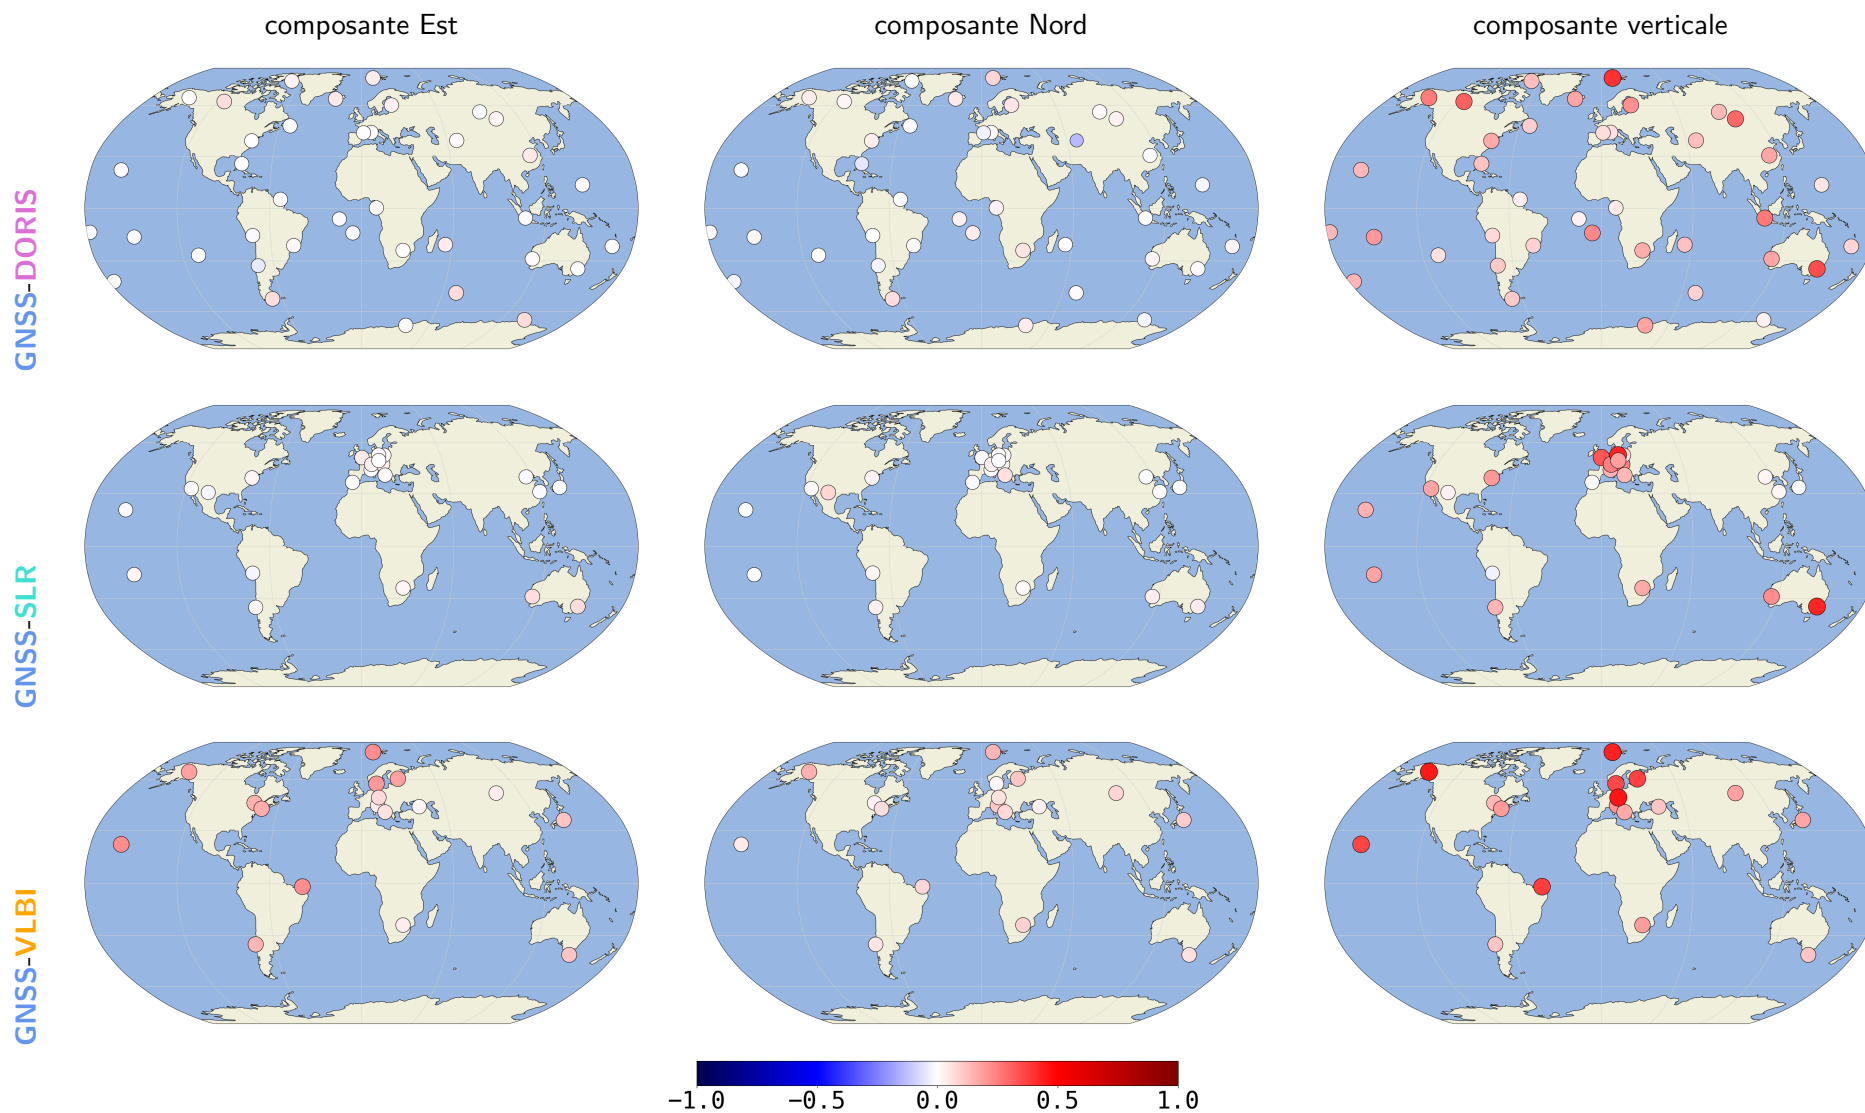 composante Est
composante Nord
composante verticale
GNSS-DORIS
GNSS-SLR
GNSS-VLBI
−1.0 −0.5 0.0 0.5 1.0